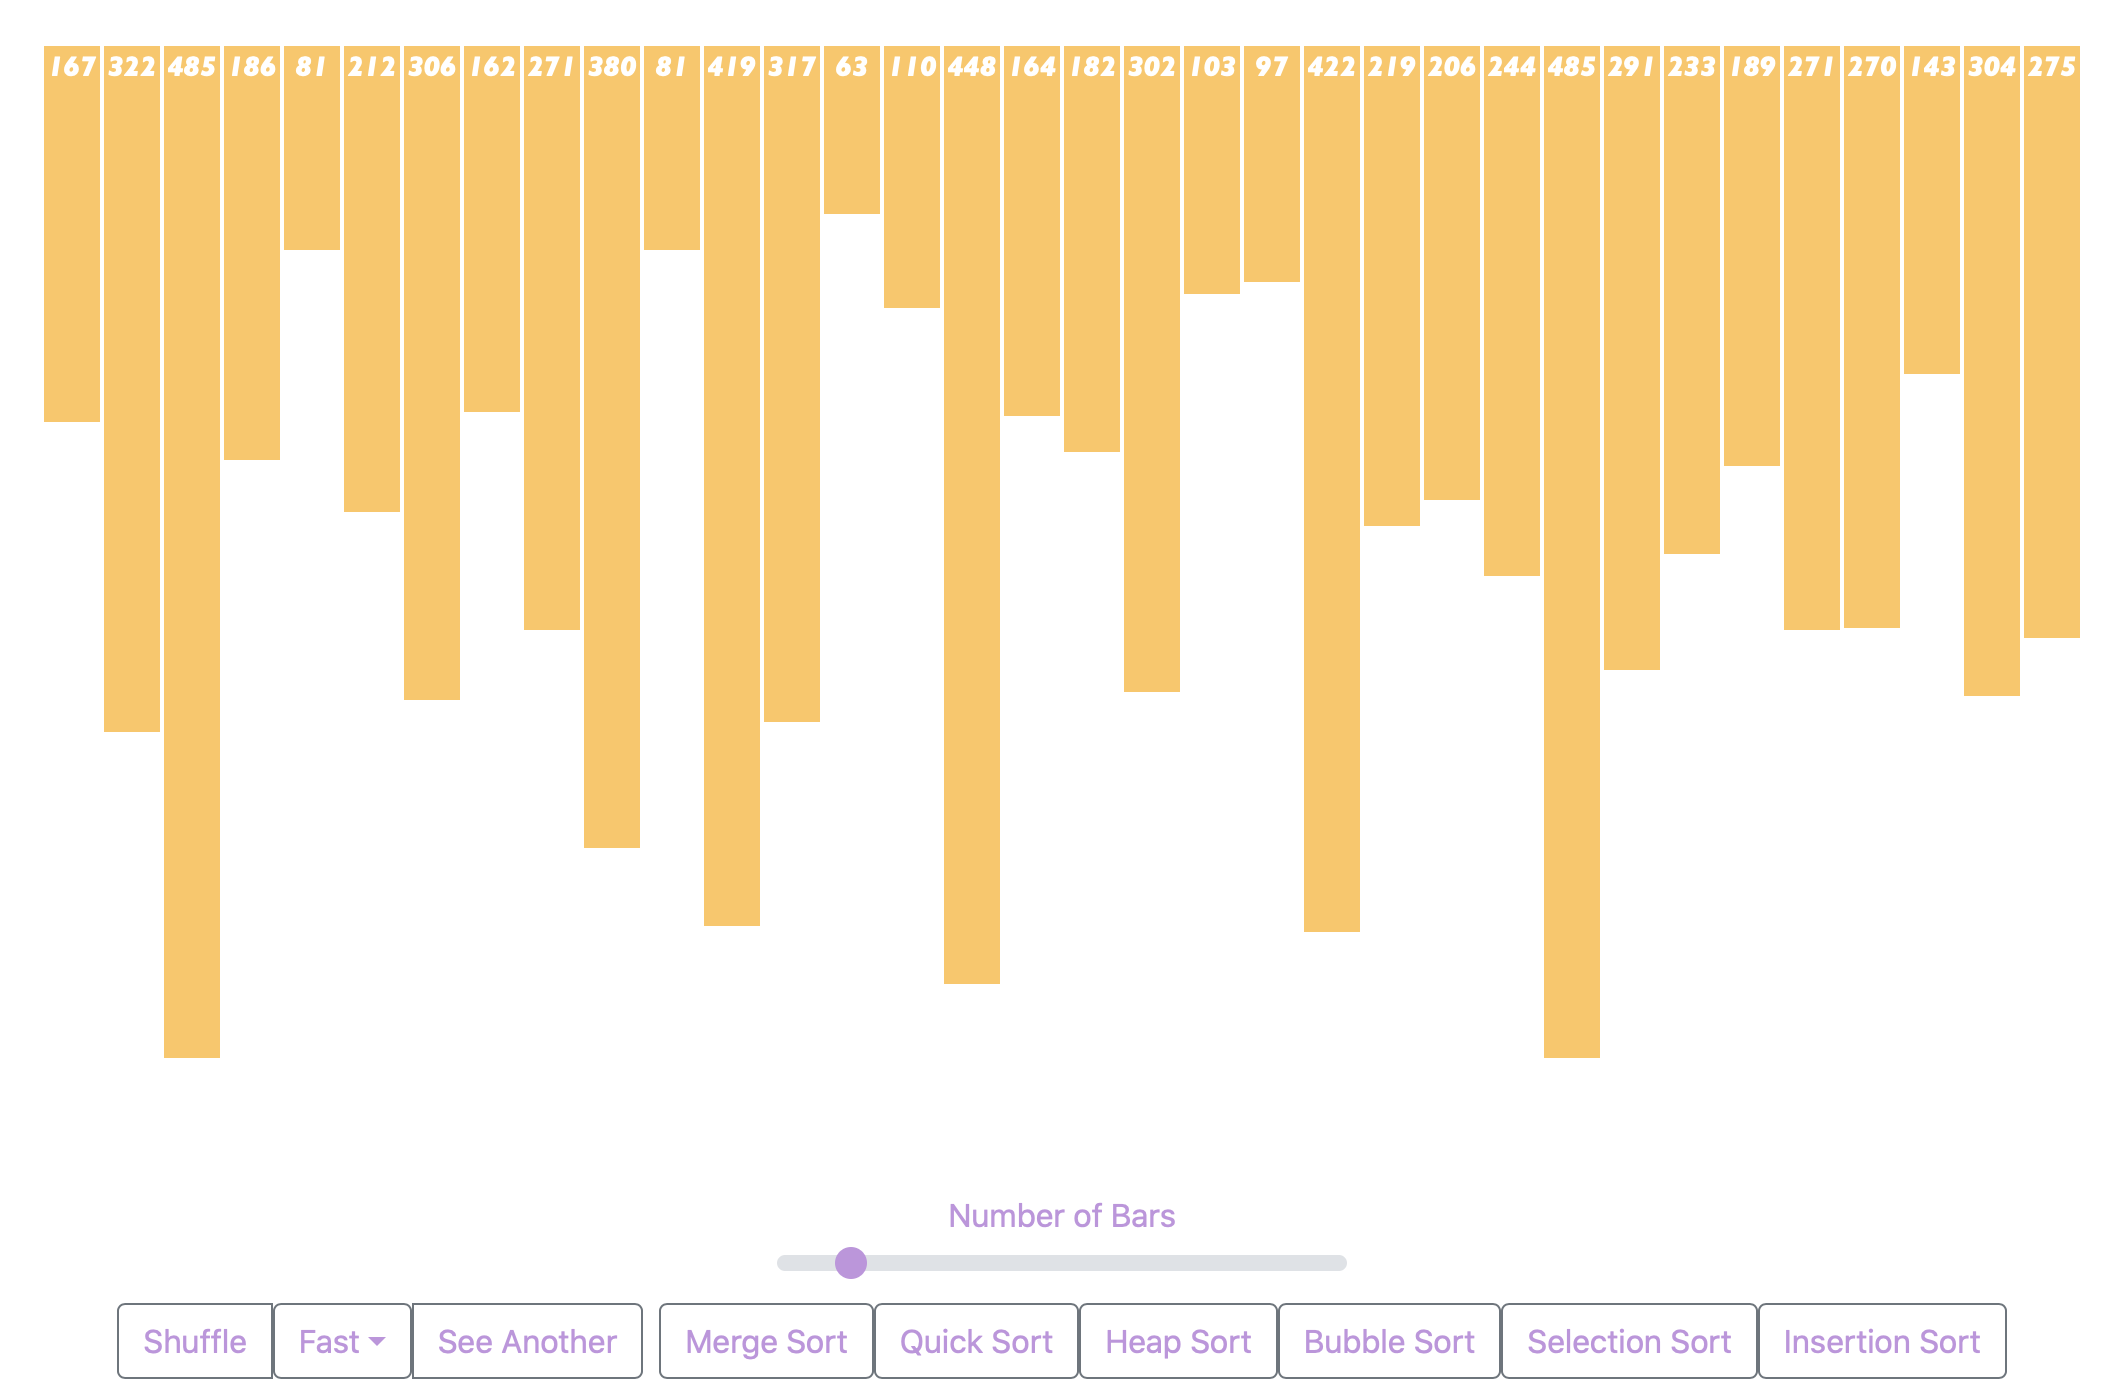 167 322 485 186 81 212 306 162 271 380 81 419 317 63 110 448 164 182 302 103 97 422 219 206 244 485 291 233 189 271 270 143 304 275
Number of Bars
Shuffle Fast See Another Merge Sort Quick Sort Heap Sort Bubble Sort Selection Sort Insertion Sort